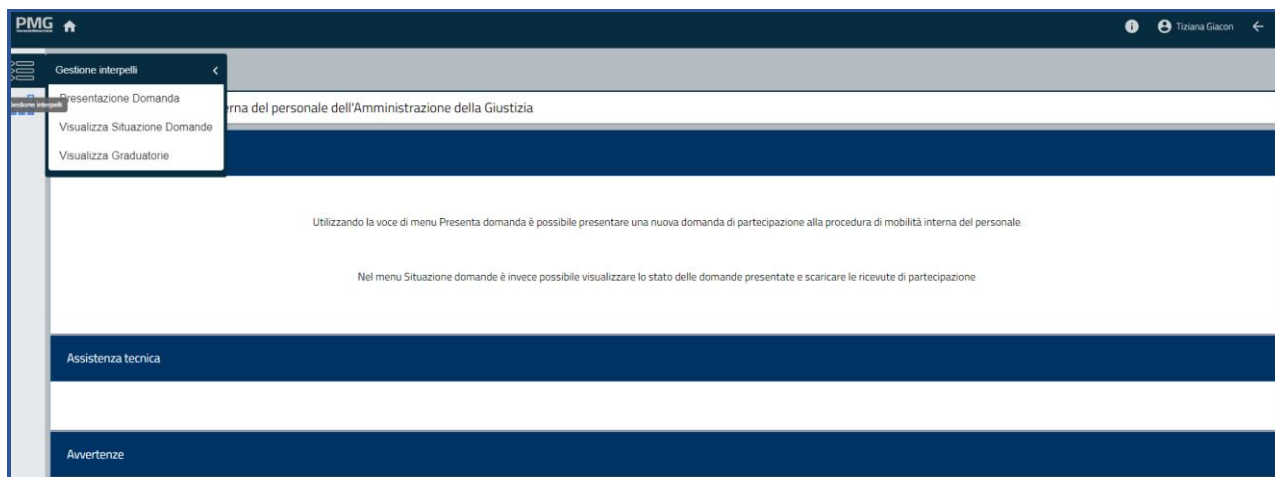 PMG
Tiziana Giacon
Gestione interpelli
Gestione interpelli
Presentazione Domanda
erna del personale dell'Amministrazione della Giustizia
Visualizza Situazione Domande
Visualizza Graduatorie
Utilizzando la voce di menu Presenta domanda è possibile presentare una nuova domanda di partecipazione alla procedura di mobilità interna del personale
Nel menu Situazione domande è invece possibile visualizzare lo stato delle domande presentate e scaricare le ricevute di partecipazione
Assistenza tecnica
Avvertenze